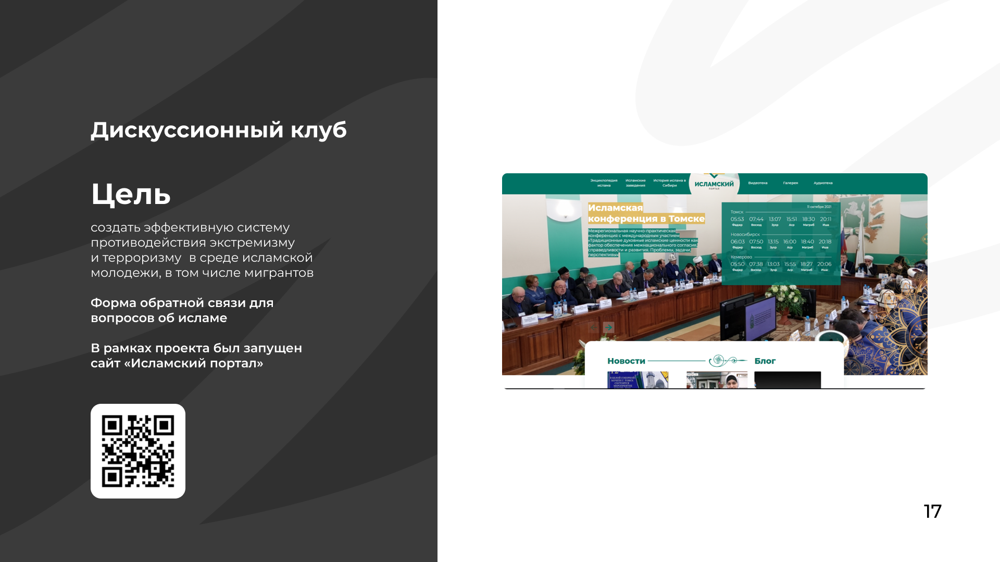 Дискуссионный клуб
Цель
создать эффективную систему
противодействия экстремизму
и терроризму  в среде исламской
молодежи, в том числе мигрантов
Форма обратной связи для
вопросов об исламе
В рамках проекта был запущен
сайт «Исламский портал»
Энциклопедия
ислама
Исламские
заведения
История ислама в
Сибири
ИСЛАМСКИЙ
ПОРТАЛ
Видеотека
Галерея
Аудиотека
Исламская
конференция в Томске
Межрегиональная научно-практическая
конференция с международным участием
«Традиционные духовные исламские ценности как
фактор обеспечения межнационального согласия,
справедливости и развития. Проблемы, задачи,
перспективы»
11 октября 2021
Томск
05:53 07:44 13:07 15:51 18:30 20:11
Фаджр Восход Зухр Аср Магриб Иша
Новосибирск
06:03 07:50 13:15 16:00 18:40 20:18
Фаджр Восход Зухр Аср Магриб Иша
Кемерово
05:50 07:38 13:03 15:55 18:27 20:06
Фаджр Восход Зухр Аср Магриб Иша
Новости
Блог
В БЕЛОЙ СОБОРНОЙ
МЕЧЕТИ Г. ТОМСК
СОСТОИТСЯ
МЕРОПРИЯТИЕ
17